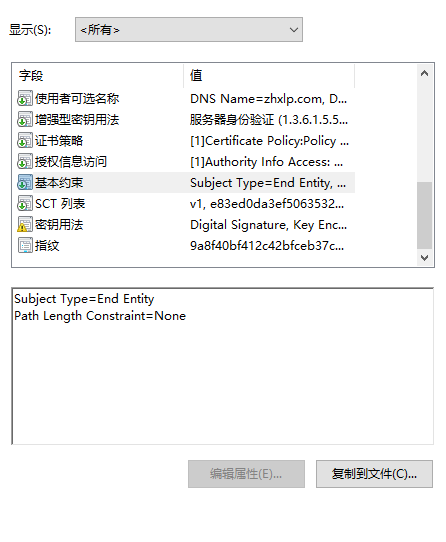 显示(S):
<所有>
字段 值
使用者可选名称 DNS Name=zhxlp.com, D...
增强型密钥用法 服务器身份验证 (1.3.6.1.5.5...
证书策略 [1]Certificate Policy:Policy ...
授权信息访问 [1]Authority Info Access: ...
基本约束 Subject Type=End Entity, ...
SCT 列表 v1, e83ed0da3ef5063532...
密钥用法 Digital Signature, Key Enc...
指纹 9a8f40bf412c42bfceb37c...
Subject Type=End Entity
Path Length Constraint=None
编辑属性(E)...
复制到文件(C)...